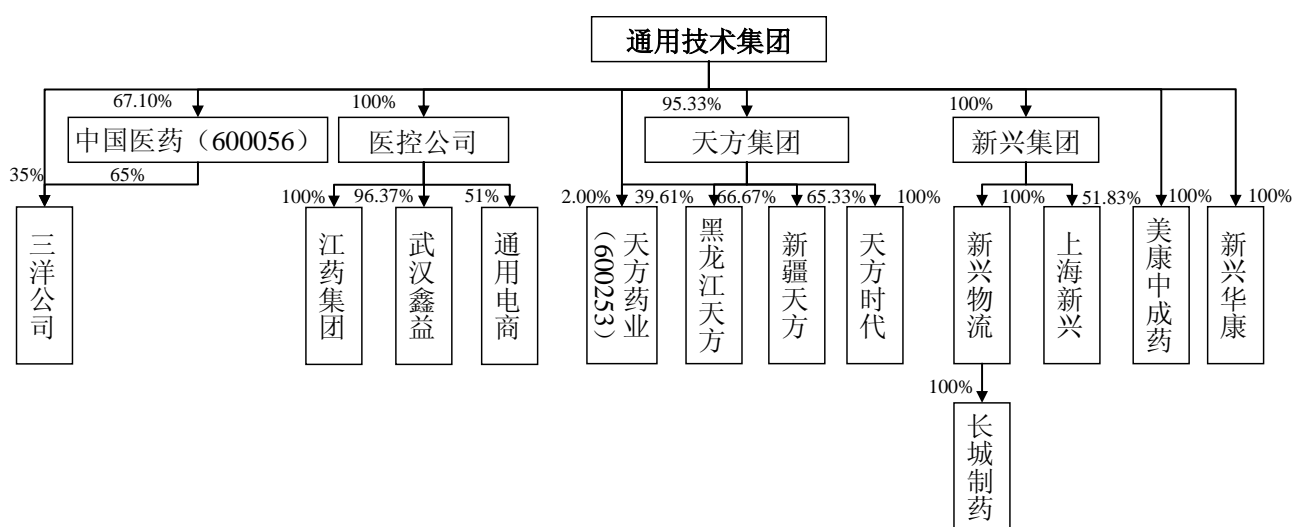 通用技术集团
67.10%
100%
95.33%
100%
中国医药（600056）
医控公司
天方集团
新兴集团
35%
65%
100%
96.37%
51%
2.00%
39.61%
66.67%
65.33%
100%
100%
51.83%
100%
100%
三洋公司
江药集团
武汉鑫益
通用电商
天方药业
（600253）
黑龙江天方
新疆天方
天方时代
新兴物流
上海新兴
美康中成药
新兴华康
100%
长城制药